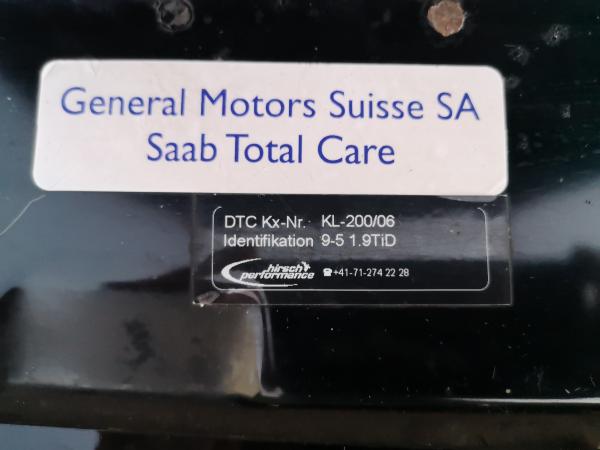 General Motors Suisse SA
Saab Total Care
DTC Kx-Nr. KL-200/06
Identifikation 9-5 1.9TiD
hirsch
performance ☎+41-71-274 22 28